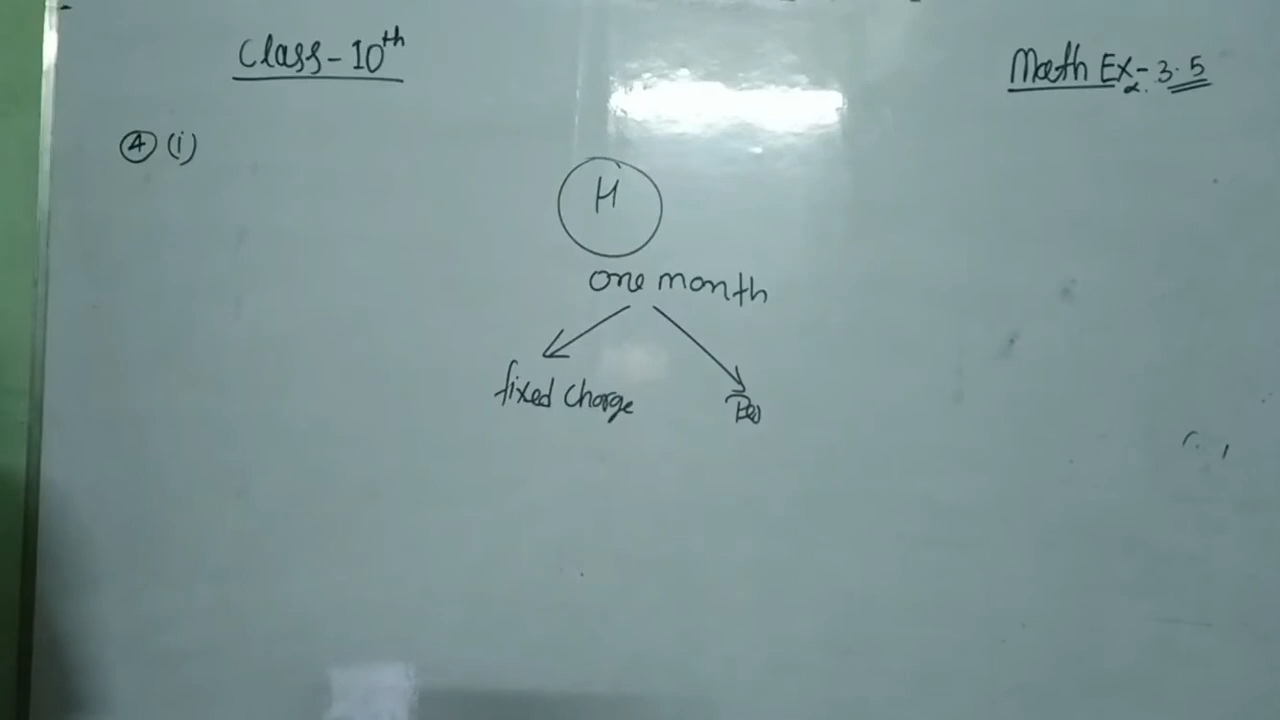 Class-10th
Math Ex-3.5
4 (i)
H
one month
fixed charge